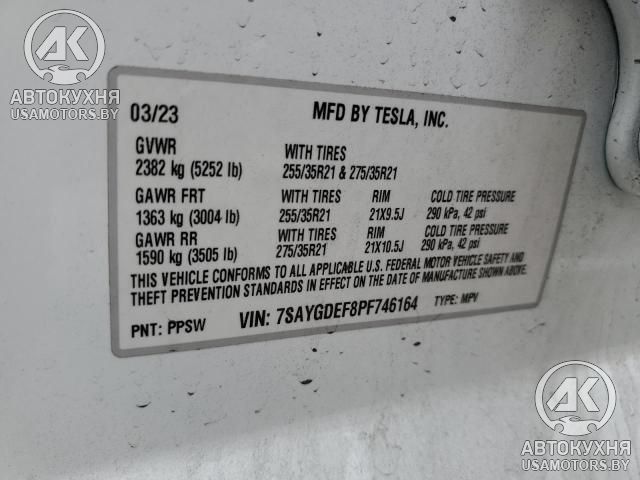 AK
АВТОКУХНЯ
USAMOTORS.BY
AK
03/23 MFD BY TESLA, INC.
GVWR WITH TIRES
2382 kg (5252 lb) 255/35R21 & 275/35R21
GAWR FRT WITH TIRES RIM COLD TIRE PRESSURE
1363 kg (3004 lb) 255/35R21 21X9.5J 290 kPa, 42 psi
GAWR RR WITH TIRES RIM COLD TIRE PRESSURE
1590 kg (3505 lb) 275/35R21 21X10.5J 290 kPa, 42 psi
THIS VEHICLE CONFORMS TO ALL APPLICABLE U.S. FEDERAL MOTOR VEHICLE SAFETY AND
THEFT PREVENTION STANDARDS IN EFFECT ON THE DATE OF MANUFACTURE SHOWN ABOVE.
PNT: PPSW VIN: 7SAYGDEF8PF746164 TYPE: MPV
AK
АВТОКУХНЯ
USAMOTORS.BY